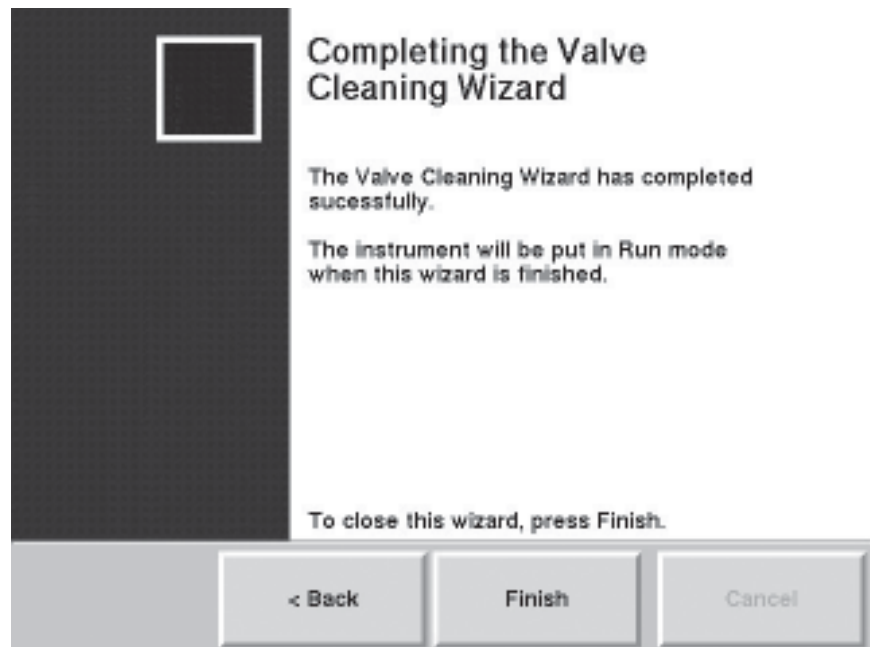 Completing the Valve
Cleaning Wizard
The Valve Cleaning Wizard has completed
sucessfully.
The instrument will be put in Run mode
when this wizard is finished.
To close this wizard, press Finish.
< Back
Finish
Cancel